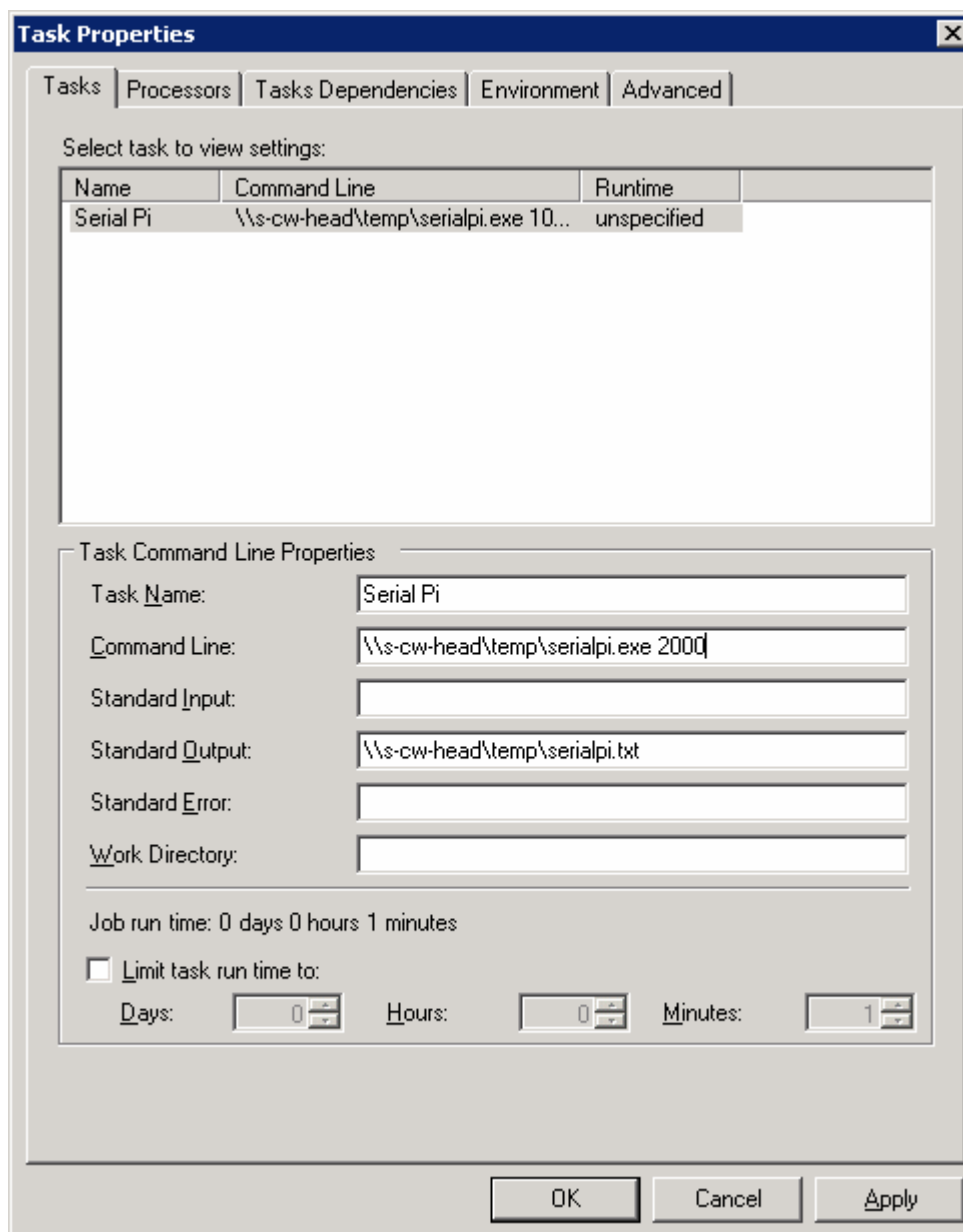 Task Properties
Tasks Processors Tasks Dependencies Environment Advanced
Select task to view settings:
Name Command Line Runtime
Serial Pi \\s-cw-head\temp\serialpi.exe 10... unspecified
Task Command Line Properties
Task Name: Serial Pi
Command Line: \\s-cw-head\temp\serialpi.exe 2000
Standard Input:
Standard Output: \\s-cw-head\temp\serialpi.txt
Standard Error:
Work Directory:
Job run time: 0 days 0 hours 1 minutes
Limit task run time to:
Days: 0 Hours: 0 Minutes: 1
OK Cancel Apply